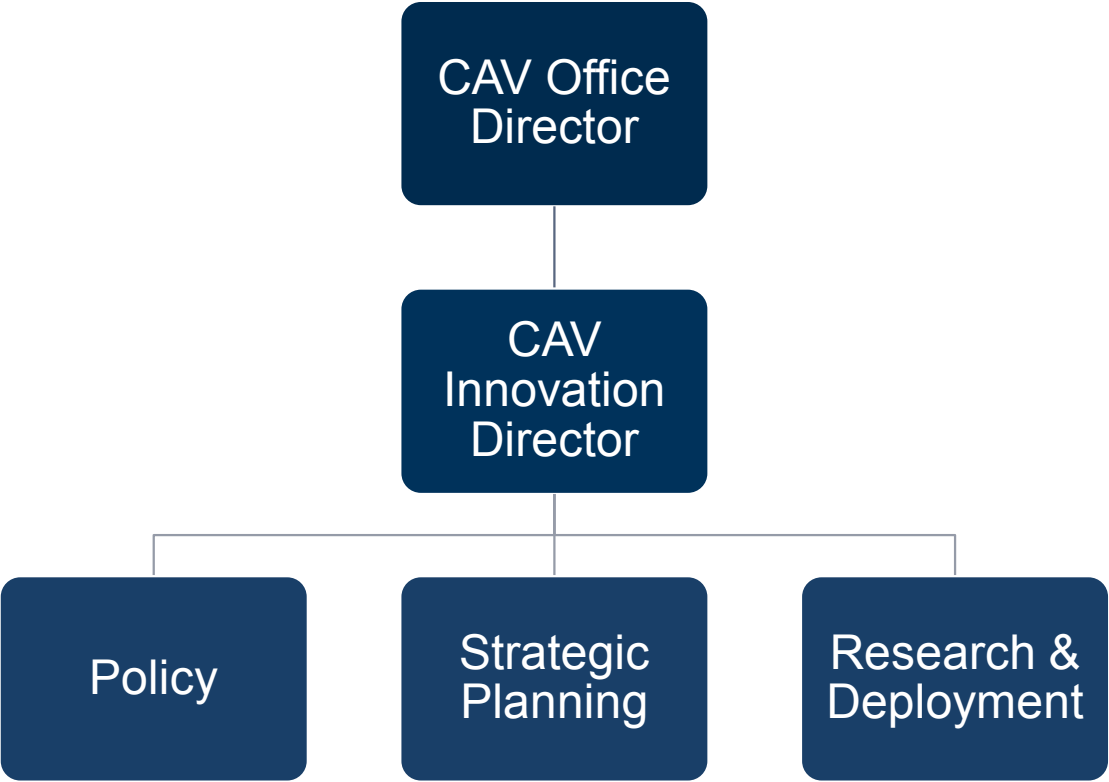 CAV Office
Director
CAV
Innovation
Director
Policy
Strategic
Planning
Research &
Deployment